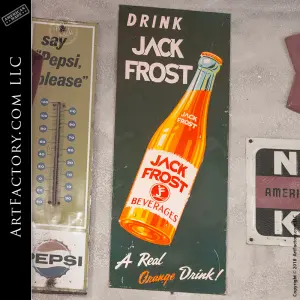 DRINK
JACK
FROST
JACK
FROST
JACK
FROST
JF
BEVERAGES
A Real
Orange Drink!
say
"Pepsi,
please"
PEPSI
N
AMERI
K
ArtFactory.com LLC